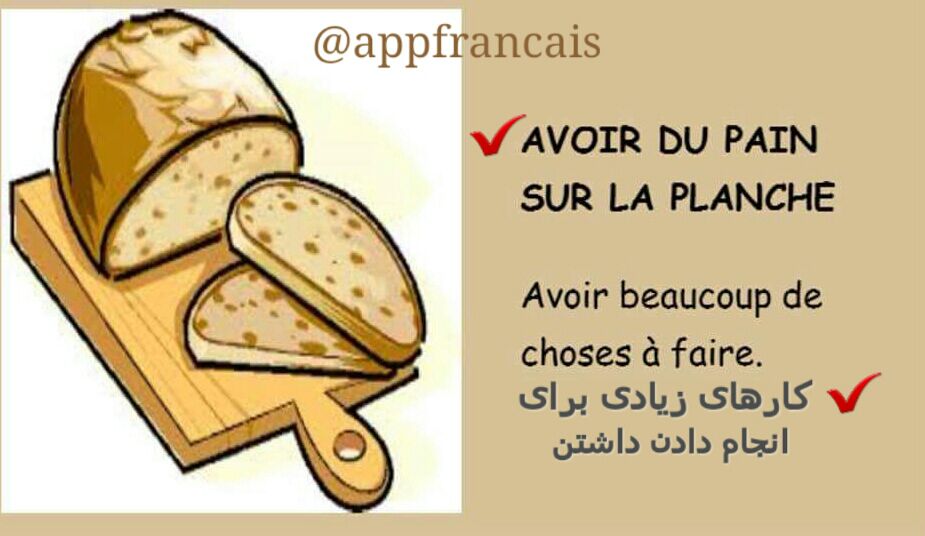 @appfrancais
AVOIR DU PAIN
SUR LA PLANCHE
Avoir beaucoup de
choses à faire.
کارهای زیادی برای
انجام دادن داشتن